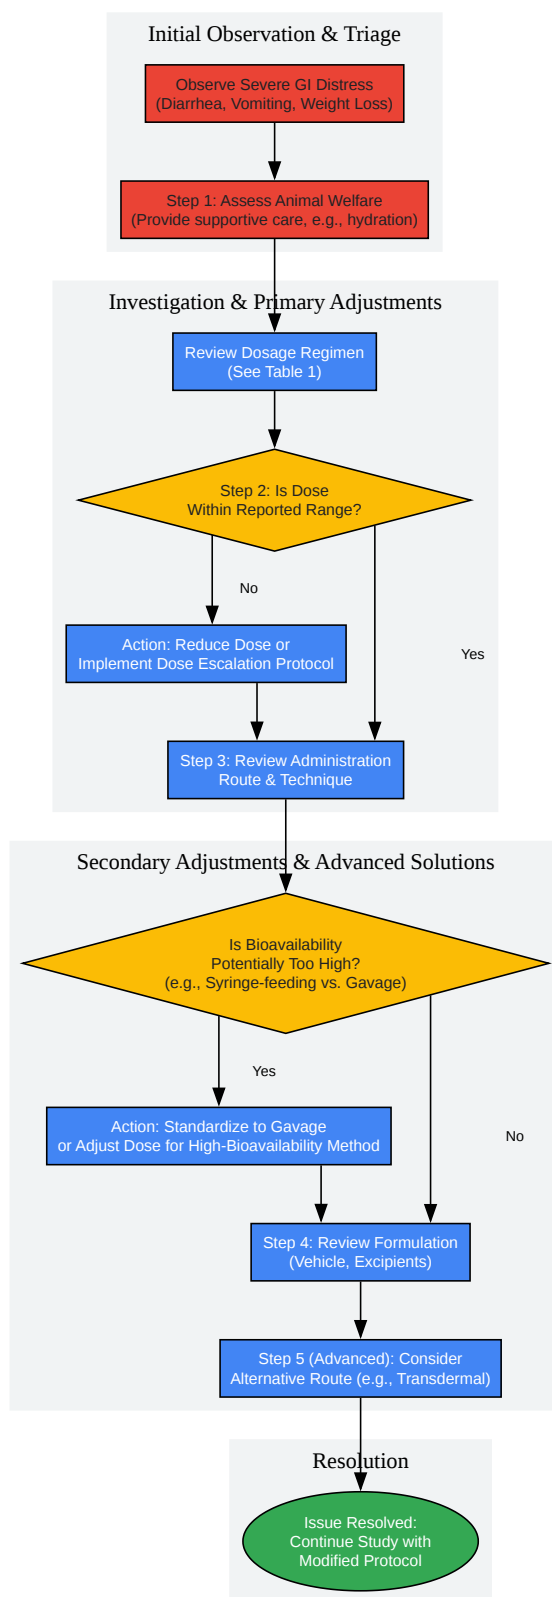 Initial Observation & Triage
Observe Severe GI Distress
(Diarrhea, Vomiting, Weight Loss)
Step 1: Assess Animal Welfare
(Provide supportive care, e.g., hydration)
Investigation & Primary Adjustments
Review Dosage Regimen
(See Table 1)
Step 2: Is Dose
Within Reported Range?
No
Action: Reduce Dose or
Implement Dose Escalation Protocol
Yes
Step 3: Review Administration
Route & Technique
Secondary Adjustments & Advanced Solutions
Is Bioavailability
Potentially Too High?
(e.g., Syringe-feeding vs. Gavage)
Yes
Action: Standardize to Gavage
or Adjust Dose for High-Bioavailability Method
No
Step 4: Review Formulation
(Vehicle, Excipients)
Step 5 (Advanced): Consider
Alternative Route (e.g., Transdermal)
Resolution
Issue Resolved:
Continue Study with
Modified Protocol